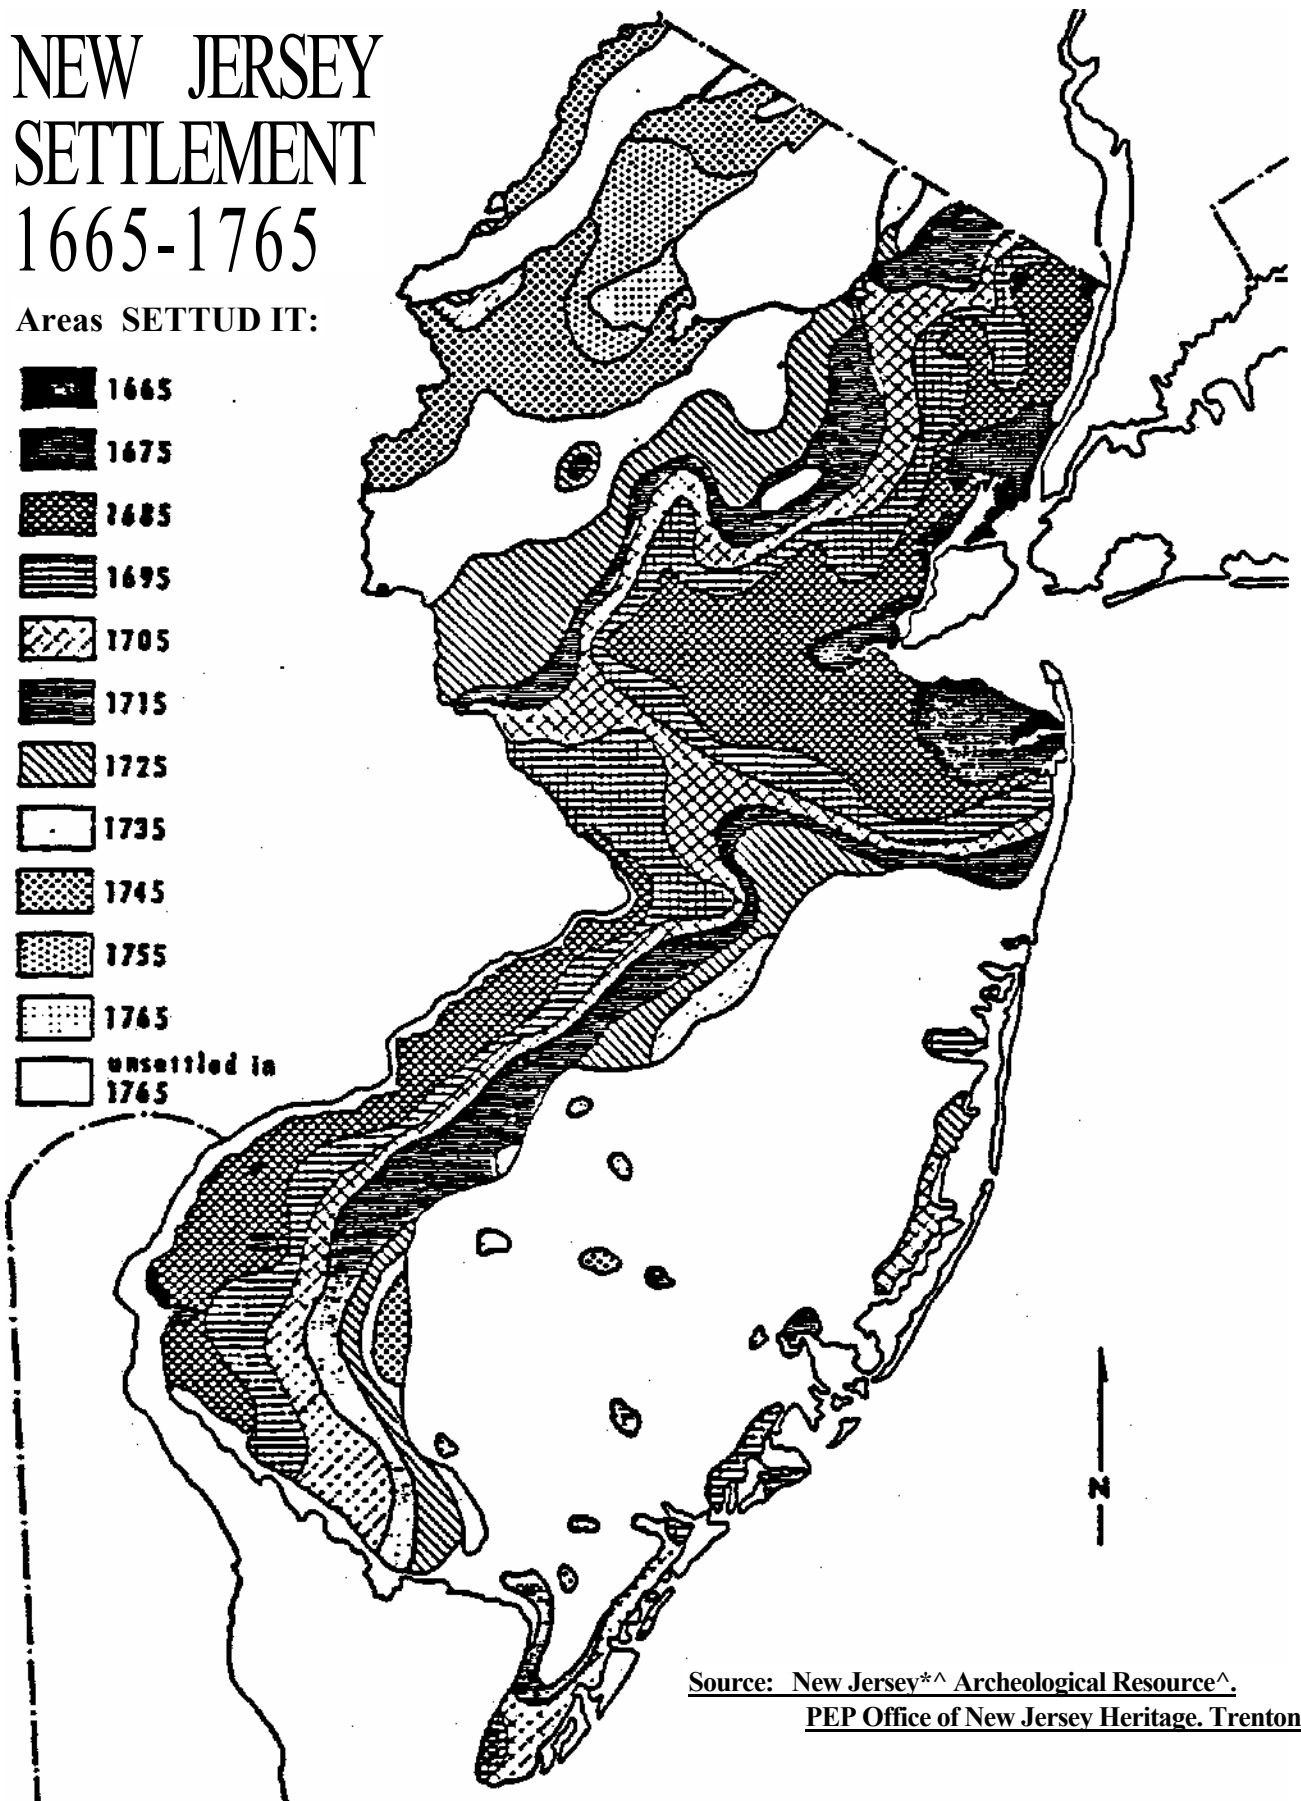 NEW JERSEY
SETTLEMENT
1665-1765
Areas SETTUD IT:
1665
1675
1685
1695
1705
1715
1725
1735
1745
1755
1765
unsettled in
1765
N
Source: New Jersey*^ Archeological Resource^.
PEP Office of New Jersey Heritage. Trenton